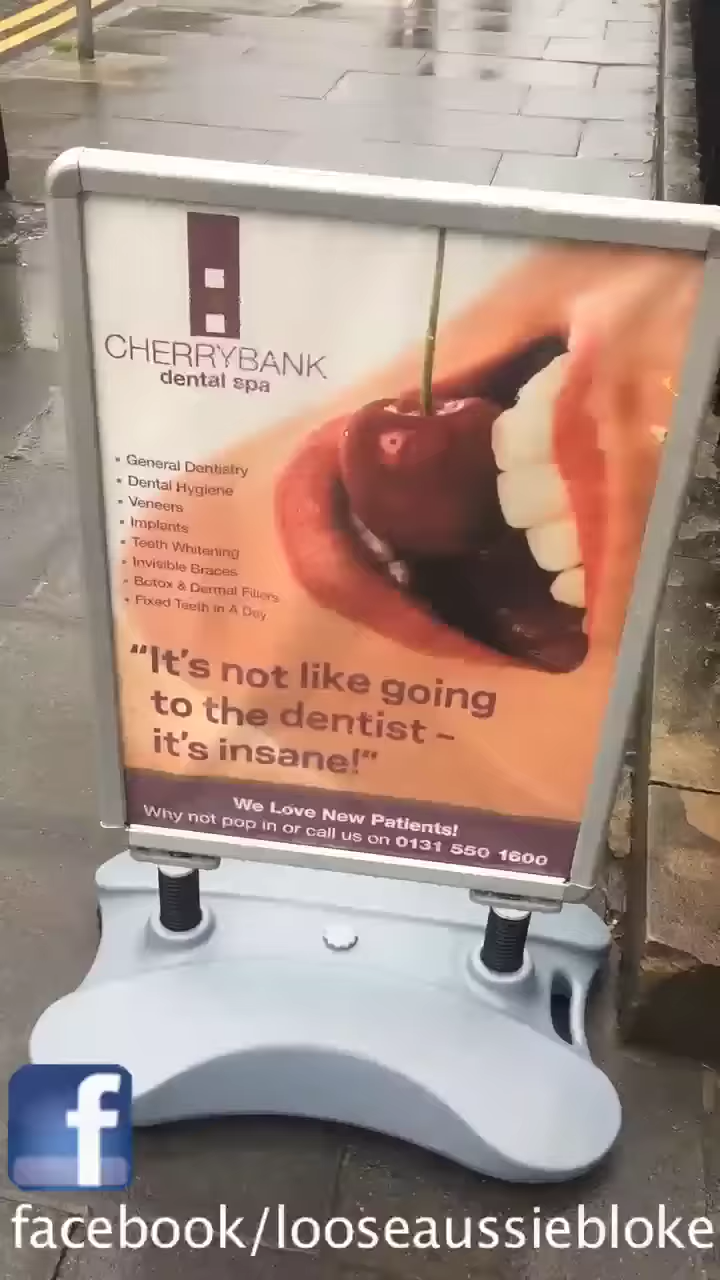 CHERRYBANK
dental spa
• General Dentistry
• Dental Hygiene
• Veneers
• Implants
• Teeth Whitening
• Invisible Braces
• Botox & Dermal Fillers
• Fixed Teeth in A Day
"It's not like going
to the dentist –
it's insane!"
We Love New Patients!
Why not pop in or call us on 0131 550 1600
f
facebook/looseaussiebloke